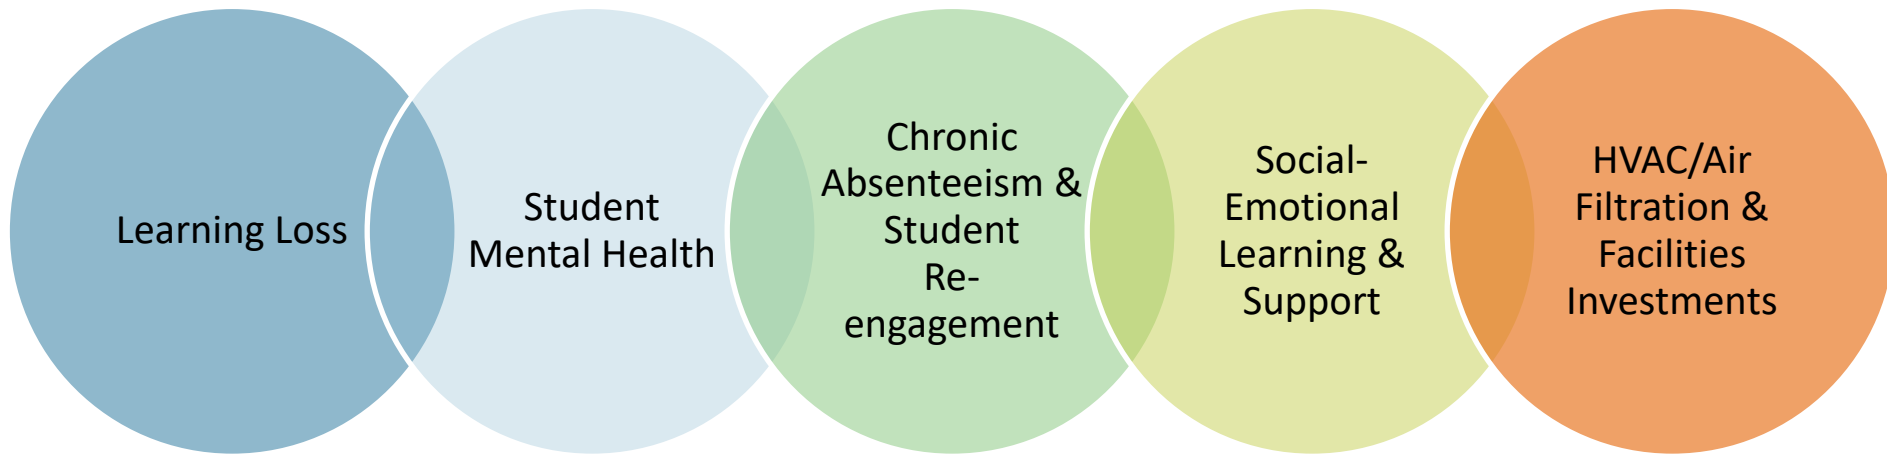 Learning Loss
Student
Mental Health
Chronic
Absenteeism &
Student
Re-
engagement
Social-
Emotional
Learning &
Support
HVAC/Air
Filtration &
Facilities
Investments